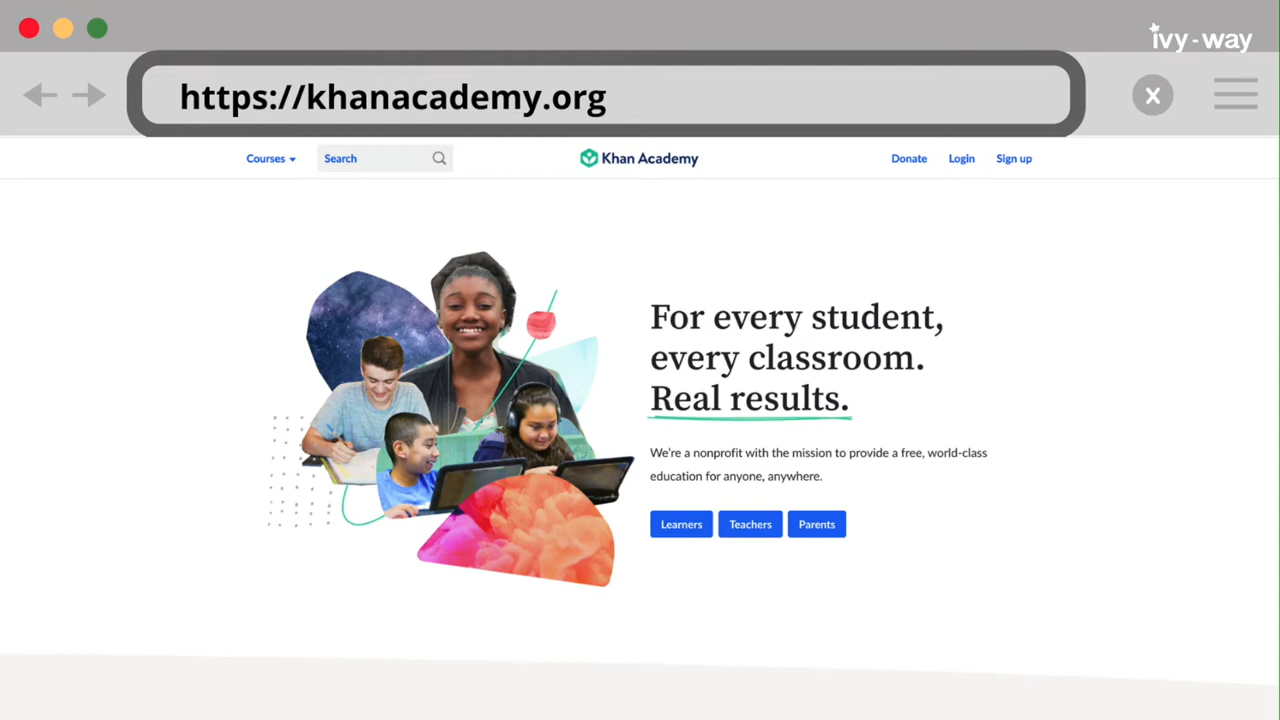 ivy-way
https://khanacademy.org
x
Courses
Search
Khan Academy
Donate
Login
Sign up
For every student,
every classroom.
Real results.
We're a nonprofit with the mission to provide a free, world-class
education for anyone, anywhere.
Learners
Teachers
Parents